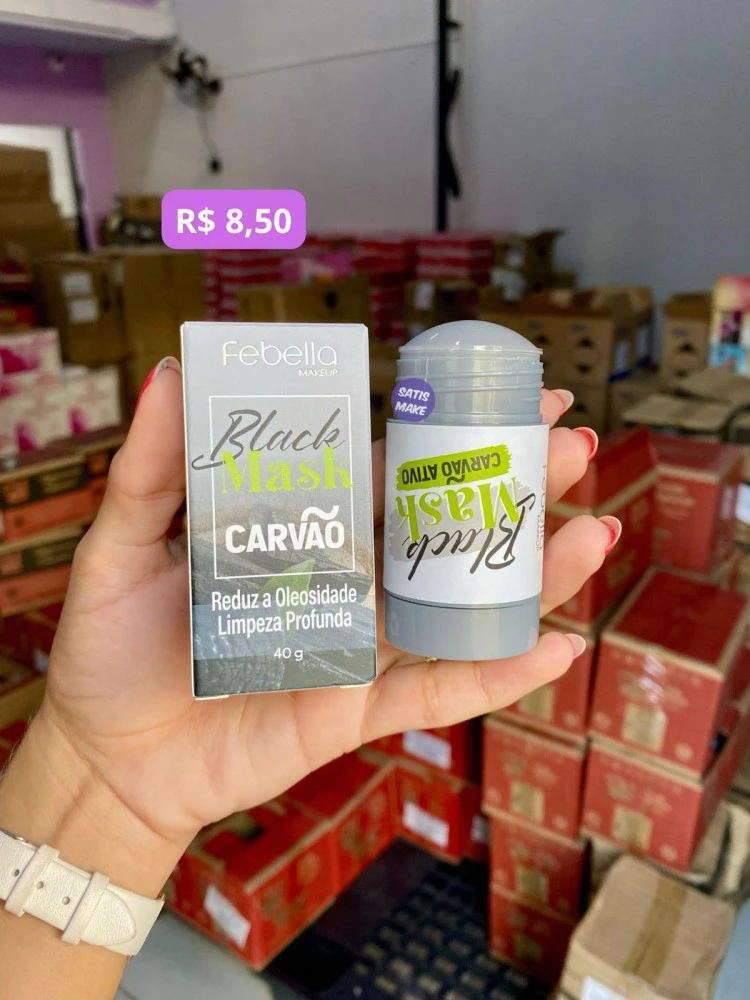 R$ 8,50
Febella
MAKEUP
Black
Mask
CARVÃO
Reduz a Oleosidade
Limpeza Profunda
40 g
SATIS
MAKE
CARVÃO ATIVO
Mask
Black